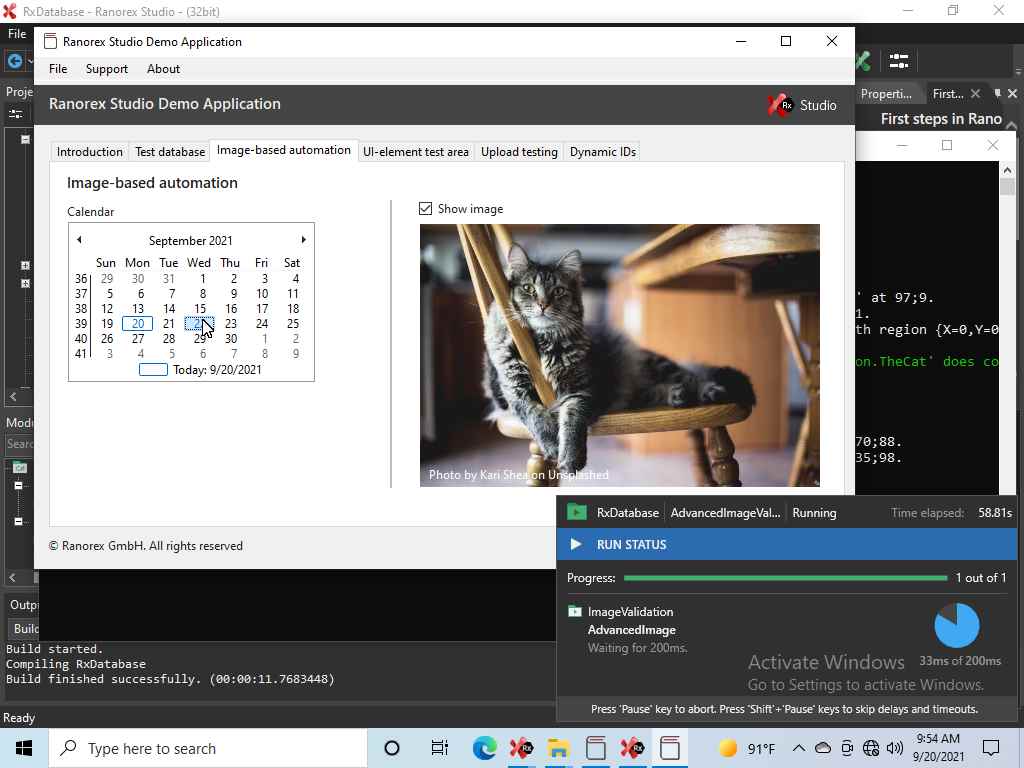 RxDatabase - Ranorex Studio - (32bit)
File
Ranorex Studio Demo Application
File Support About
Ranorex Studio Demo Application
Rx Studio
Properti... First...
First steps in Rano
Introduction Test database Image-based automation UI-element test area Upload testing Dynamic IDs
Image-based automation
Calendar
Show image
September 2021
Sun Mon Tue Wed Thu Fri Sat
36 29 30 31 1 2 3 4
37 5 6 7 8 9 10 11
38 12 13 14 15 16 17 18
39 19 20 21 22 23 24 25
40 26 27 28 29 30 1 2
41 3 4 5 6 7 8 9
Today: 9/20/2021
Photo by Kari Shea on Unsplashed
© Ranorex GmbH. All rights reserved
' at 97;9.
1.
th region {X=0,Y=0
on.TheCat' does co
70;88.
35;98.
Proje
Modu
Searc
Outpu
Build
Build started.
Compiling RxDatabase
Build finished successfully. (00:00:11.7683448)
Ready
RxDatabase AdvancedImageVal... Running Time elapsed: 58.81s
RUN STATUS
Progress: 1 out of 1
ImageValidation
AdvancedImage
Waiting for 200ms.
33ms of 200ms
Activate Windows
Go to Settings to activate Windows.
Press 'Pause' key to abort. Press 'Shift'+'Pause' keys to skip delays and timeouts.
Type here to search
Rx
Rx
91°F
9:54 AM
9/20/2021